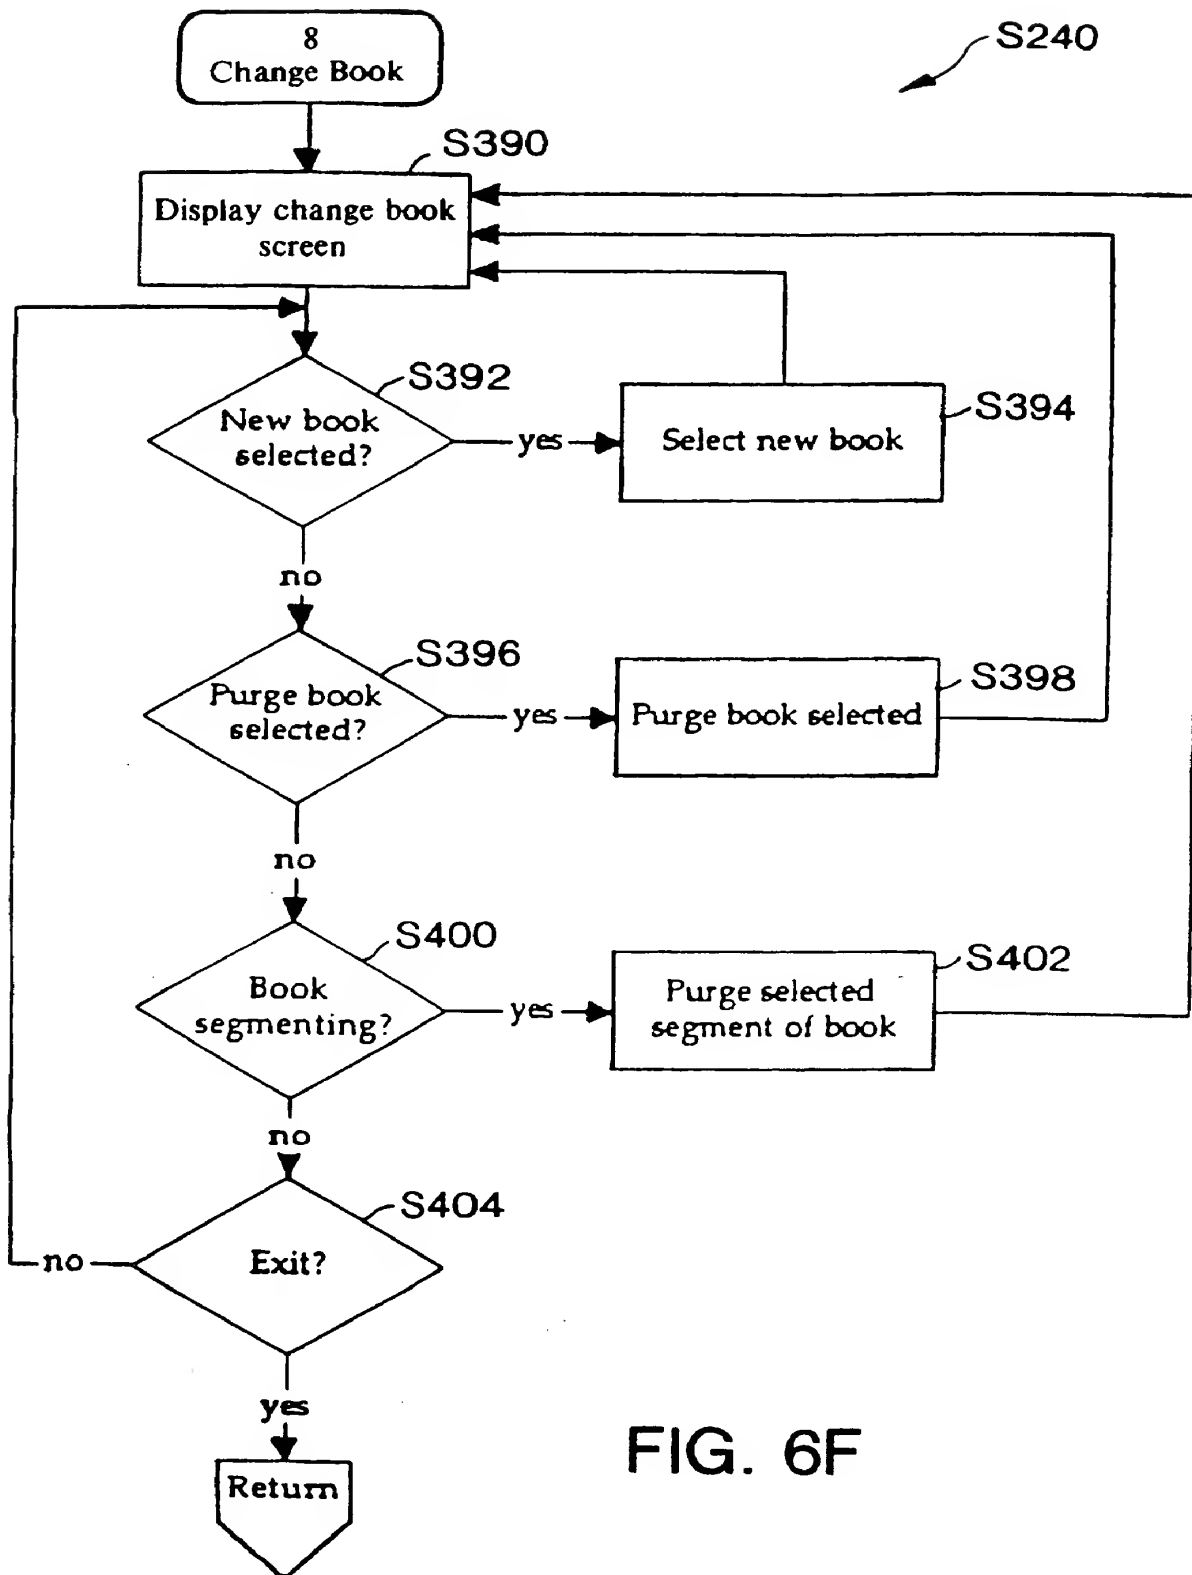 8
Change Book
S240
S390
Display change book
screen
S392
New book
selected?
yes
S394
Select new book
no
S396
Purge book
selected?
yes
S398
Purge book selected
no
S400
Book
segmenting?
yes
S402
Purge selected
segment of book
no
S404
Exit?
no
yes
Return
FIG. 6F